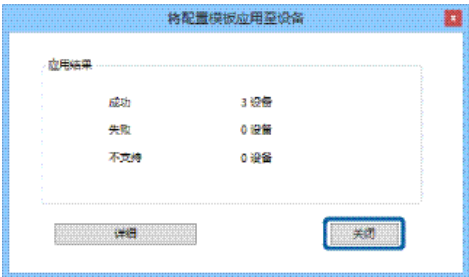 将配置模板应用至设备
应用结果
成功 3 设备
失败 0 设备
不支持 0 设备
详细 关闭